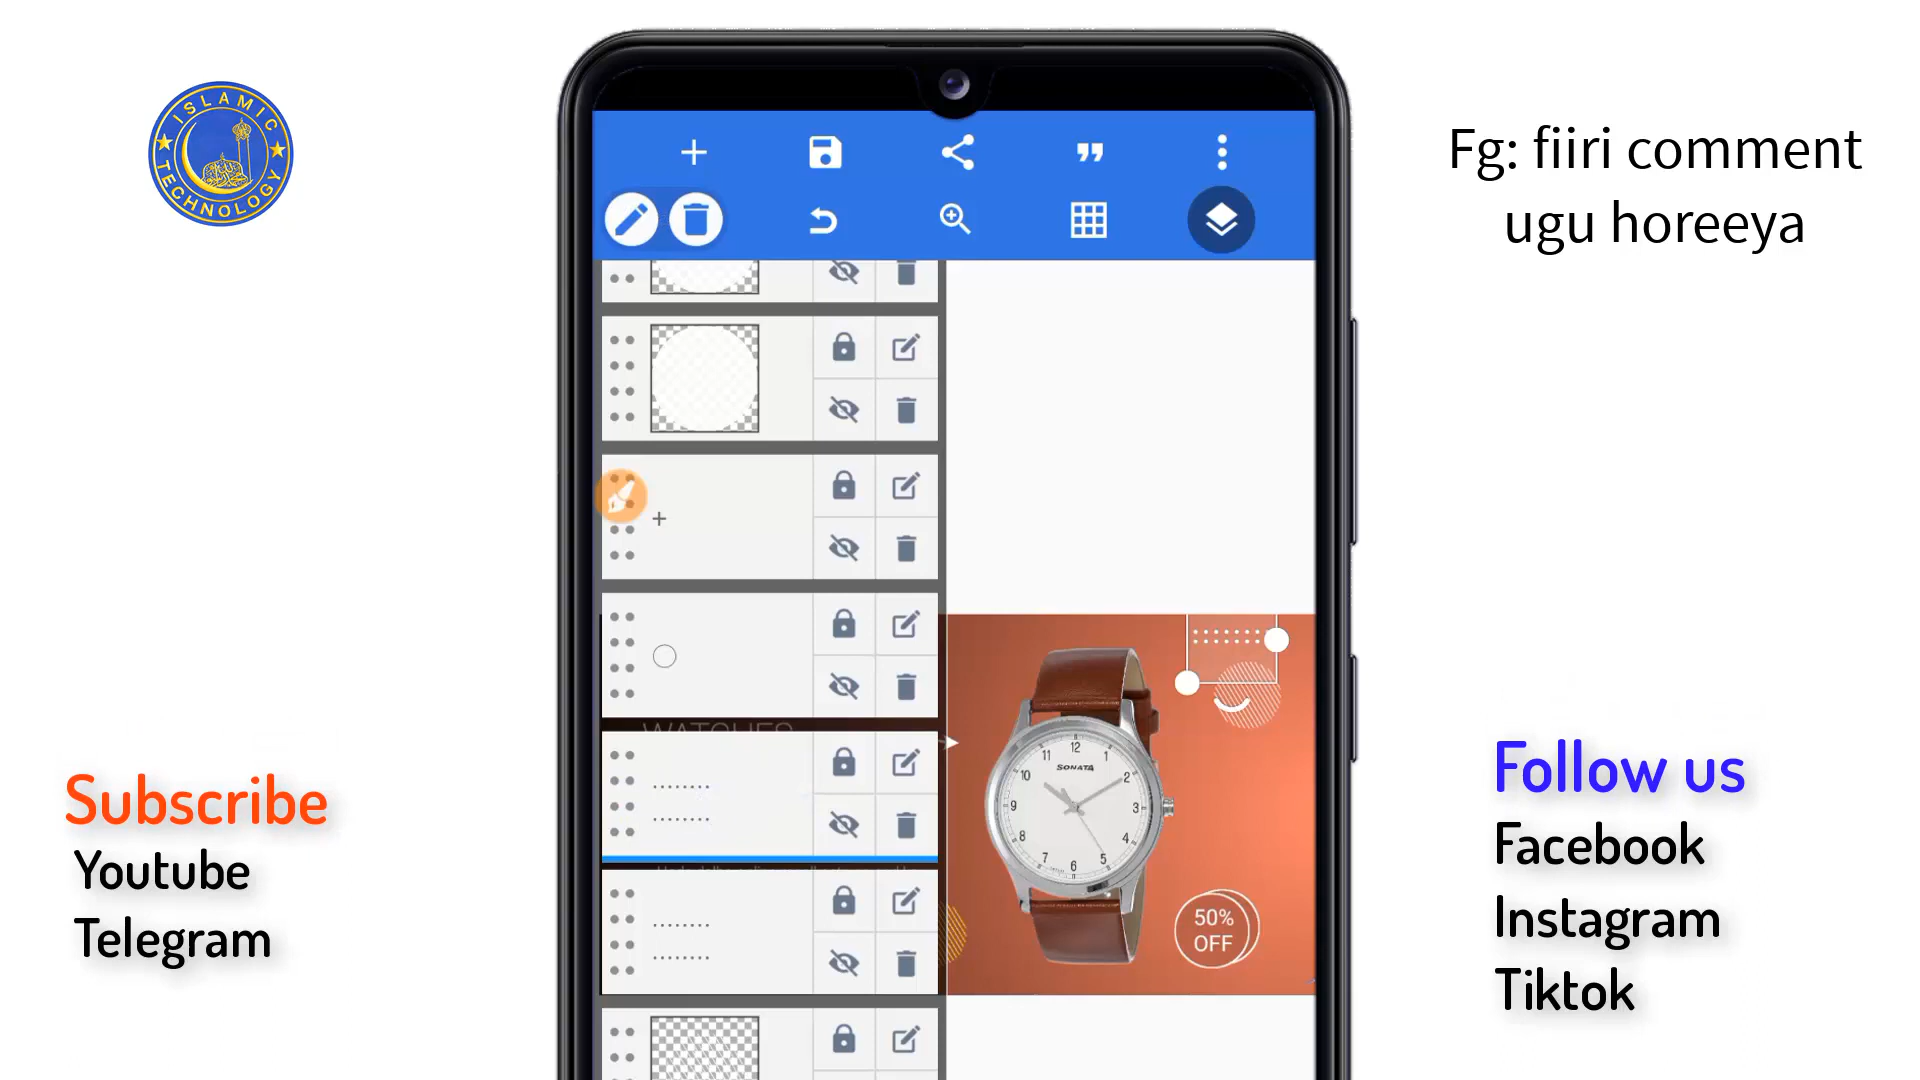 ISLAMIC
TECHNOLOGY
Fg: fiiri comment
ugu horeeya
WATCHES
12
11
1
10
SONATA
2
9
3
8
4
7
5
6
50%
OFF
Subscribe
Youtube
Telegram
Follow us
Facebook
Instagram
Tiktok